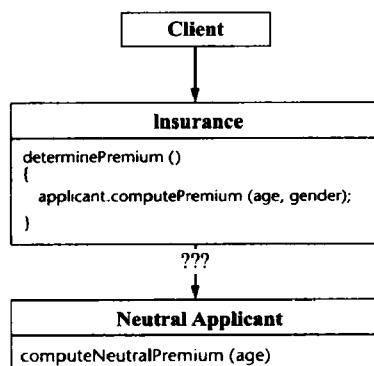 Client
Insurance
determinePremium ()
{
applicant.computePremium (age, gender);
}
???
Neutral Applicant
computeNeutralPremium (age)